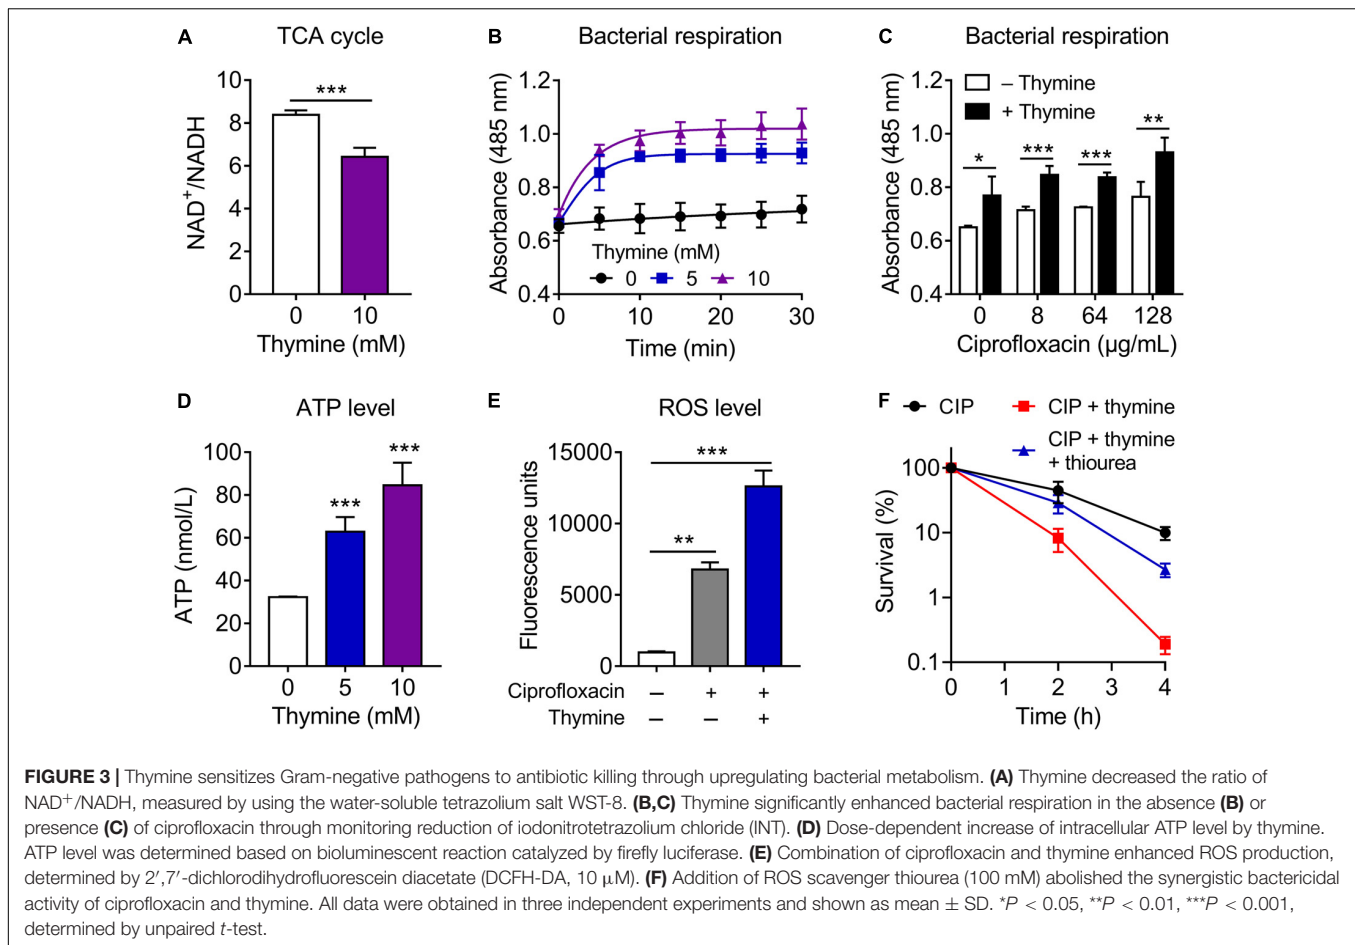 A TCA cycle
NAD⁺/NADH
10
8
6
4
2
0
***
0 10
Thymine (mM)
B Bacterial respiration
Absorbance (485 nm)
1.2
1.0
0.8
0.6
0.4
Thymine (mM)
0 5 10
0 10 20 30
Time (min)
C Bacterial respiration
Absorbance (485 nm)
1.2
1.0
0.8
0.6
0.4
– Thymine
+ Thymine
* *** *** **
0 8 64 128
Ciprofloxacin (µg/mL)
D ATP level
ATP (nmol/L)
100
80
60
40
20
0
*** ***
0 5 10
Thymine (mM)
E ROS level
Fluorescence units
15000
10000
5000
0
***
**
Ciprofloxacin – + +
Thymine – – +
F CIP CIP + thymine
CIP + thymine
+ thiourea
Survival (%)
100
10
1
0.1
0 2 4
Time (h)
FIGURE 3 | Thymine sensitizes Gram-negative pathogens to antibiotic killing through upregulating bacterial metabolism. (A) Thymine decreased the ratio of
NAD⁺/NADH, measured by using the water-soluble tetrazolium salt WST-8. (B,C) Thymine significantly enhanced bacterial respiration in the absence (B) or
presence (C) of ciprofloxacin through monitoring reduction of iodonitrotetrazolium chloride (INT). (D) Dose-dependent increase of intracellular ATP level by thymine.
ATP level was determined based on bioluminescent reaction catalyzed by firefly luciferase. (E) Combination of ciprofloxacin and thymine enhanced ROS production,
determined by 2′,7′-dichlorodihydrofluorescein diacetate (DCFH-DA, 10 µM). (F) Addition of ROS scavenger thiourea (100 mM) abolished the synergistic bactericidal
activity of ciprofloxacin and thymine. All data were obtained in three independent experiments and shown as mean ± SD. *P < 0.05, **P < 0.01, ***P < 0.001,
determined by unpaired t-test.